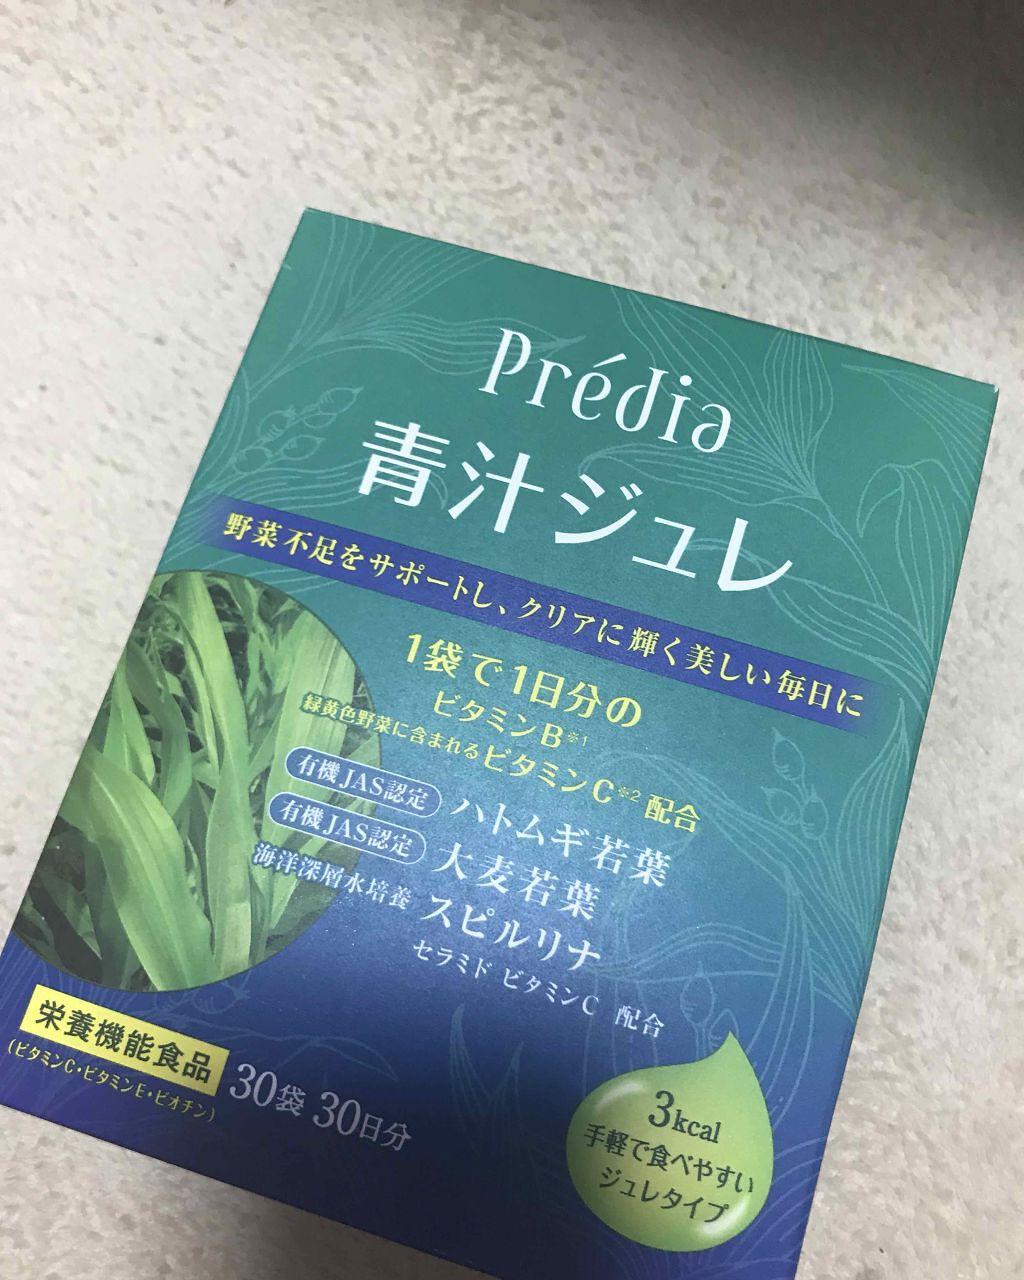 Prédia
青汁ジュレ
野菜不足をサポートし、クリアに輝く美しい毎日に
1袋で1日分の
ビタミンB※1
緑黄色野菜に含まれるビタミンC※2配合
有機JAS認定 ハトムギ若葉
有機JAS認定 大麦若葉
海洋深層水培養 スピルリナ
セラミド ビタミンC 配合
栄養機能食品
(ビタミンC・ビタミンE・ビオチン)
30袋 30日分
3kcal
手軽で食べやすい
ジュレタイプ